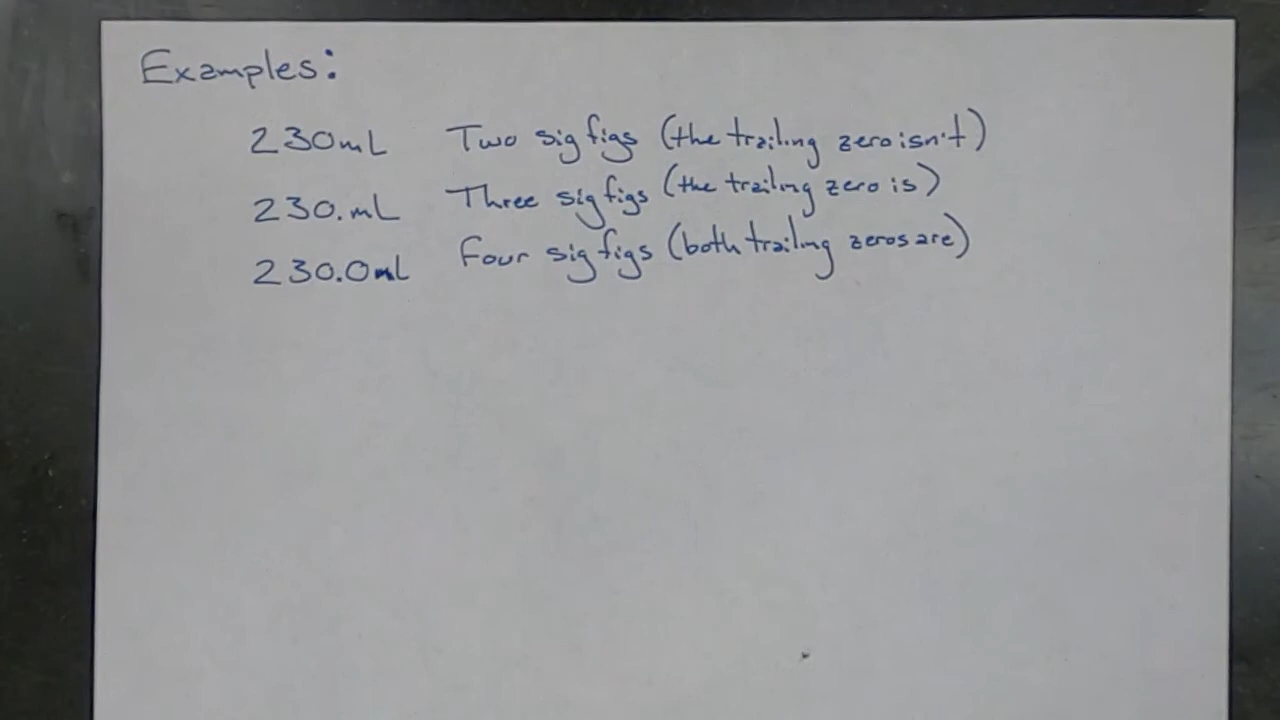 Examples:
230mL Two sig figs (the trailing zero isn't)
230.mL Three sig figs (the trailing zero is)
230.0mL Four sig figs (both trailing zeros are)